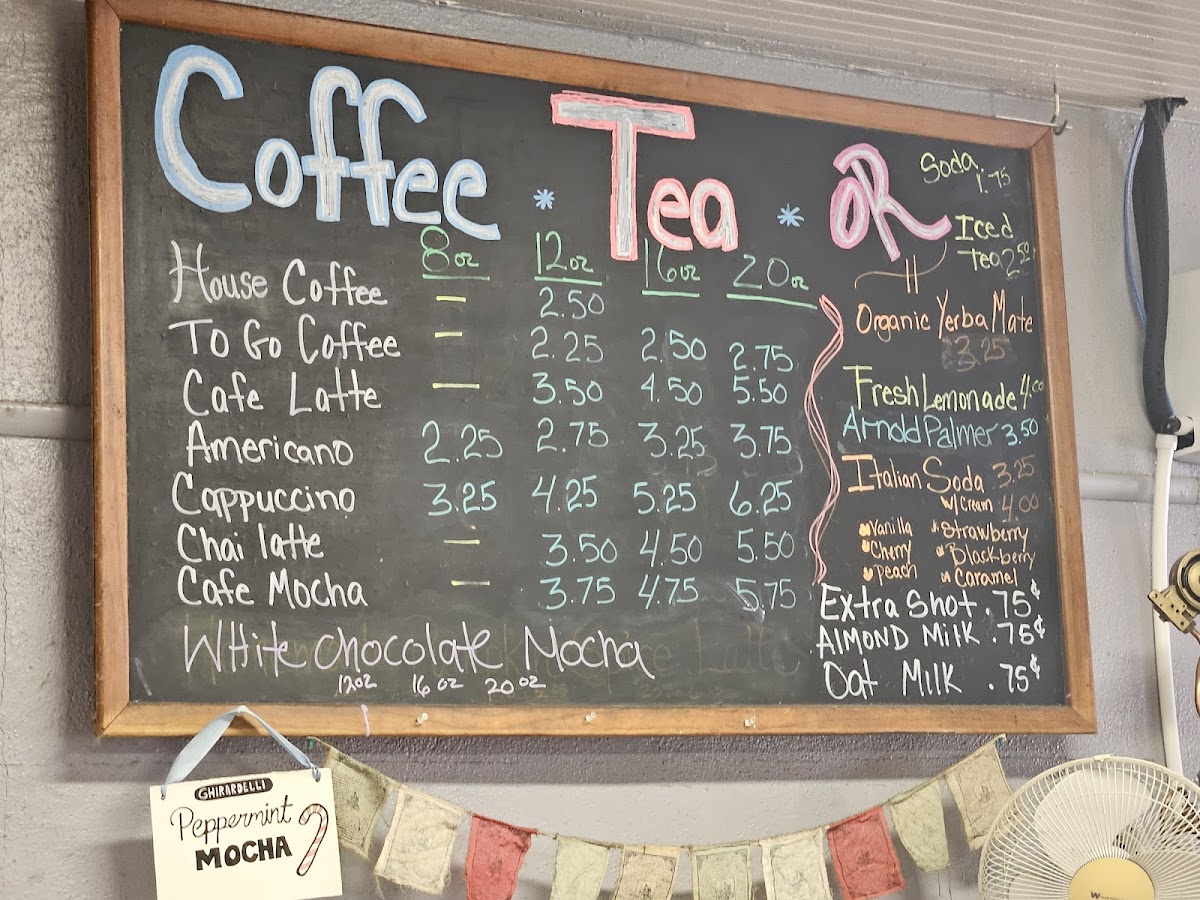 Coffee * Tea * OR
Soda 1.75
Iced Tea 2.50
8oz 12oz 16oz 20oz
House Coffee — 2.50
To Go Coffee — 2.25 2.50 2.75
Cafe Latte — 3.50 4.50 5.50
Americano 2.25 2.75 3.25 3.75
Cappuccino 3.25 4.25 5.25 6.25
Chai latte — 3.50 4.50 5.50
Cafe Mocha — 3.75 4.75 5.75
White chocolate Mocha
12oz 16oz 20oz
Organic Yerba Mate
3.25
Fresh Lemonade 4.00
Arnold Palmer 3.50
Italian Soda 3.25
w/ Cream 4.00
Vanilla Strawberry
Cherry Blackberry
Peach Caramel
Extra Shot .75¢
Almond Milk .75¢
Oat Milk .75¢
GHIRARDELLI
Peppermint
MOCHA